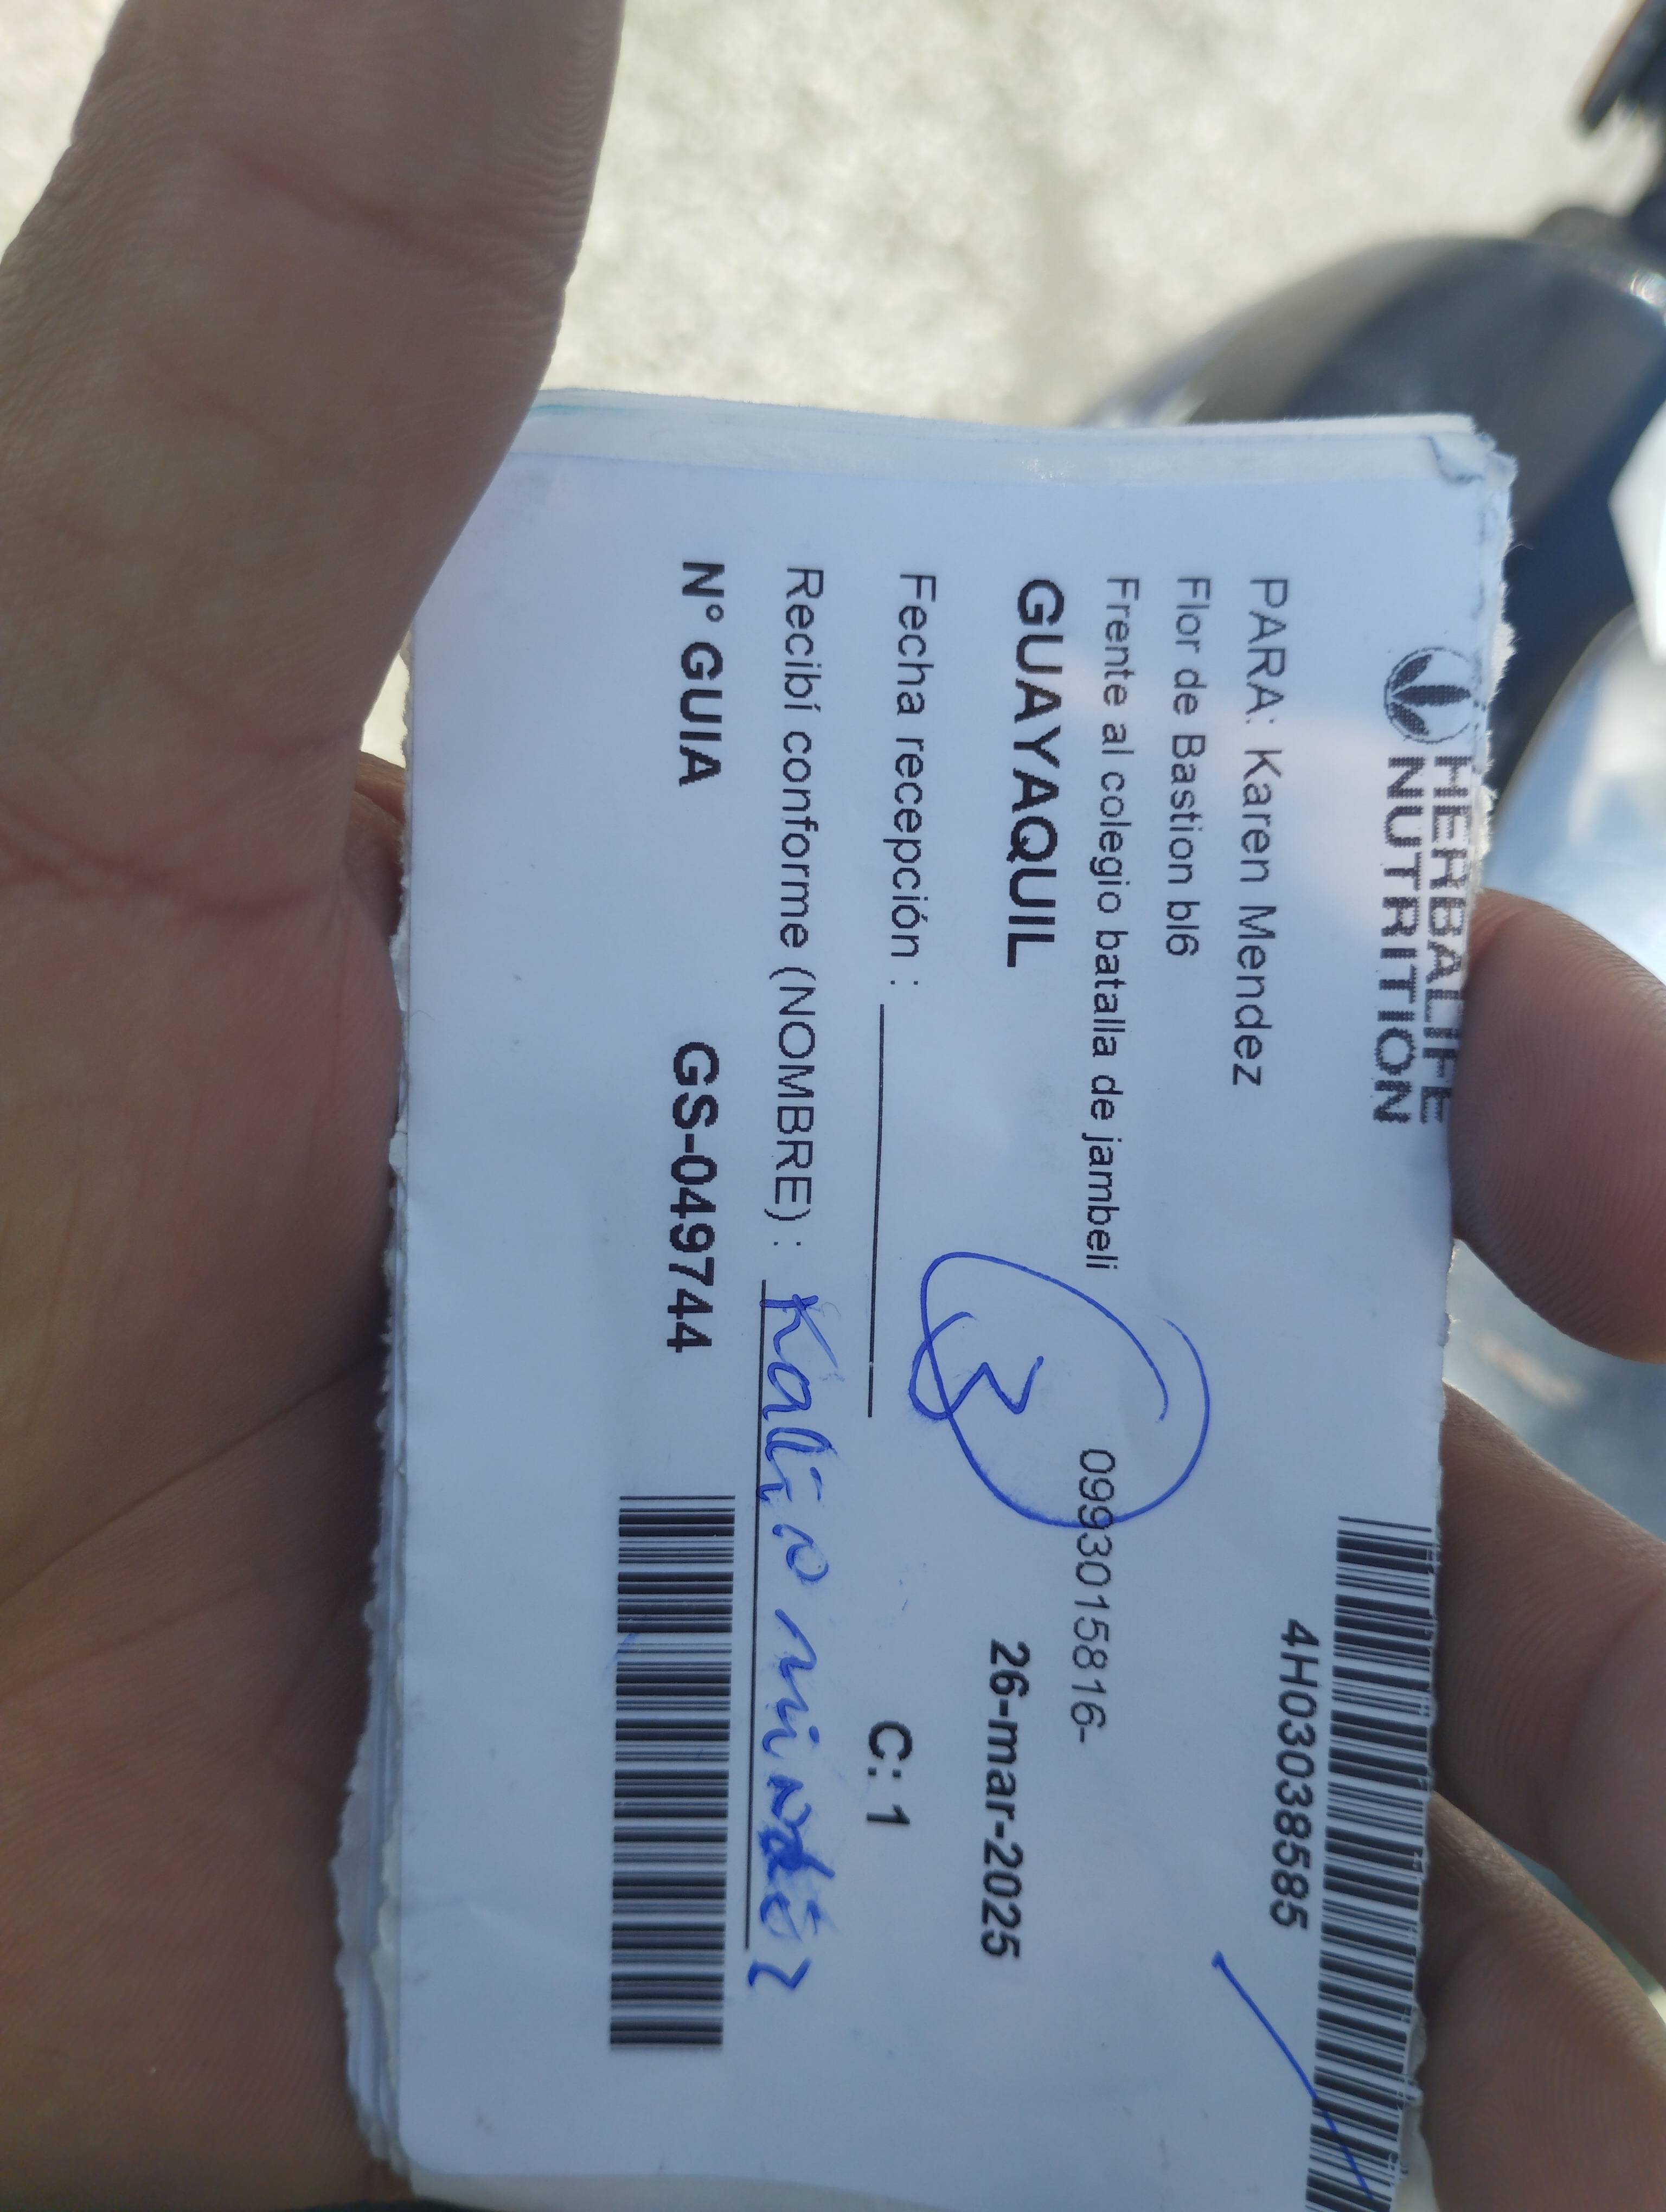 HERBALIFE
NUTRITION
4H03038585
PARA: Karen Mendez
Flor de Bastion bl6
Frente al colegio batalla de jambeli 0993015816-
GUAYAQUIL 26-mar-2025
Fecha recepción : C: 1
Recibí conforme (NOMBRE) :
N° GUIA GS-049744